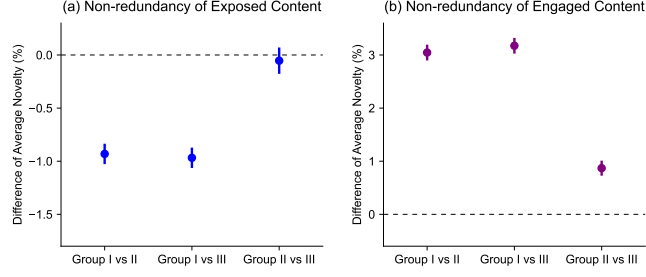 (a) Non-redundancy of Exposed Content
Difference of Average Novelty (%)
0.0
−0.5
−1.0
−1.5
Group I vs II
Group I vs III
Group II vs III
(b) Non-redundancy of Engaged Content
Difference of Average Novelty (%)
3
2
1
0
Group I vs II
Group I vs III
Group II vs III